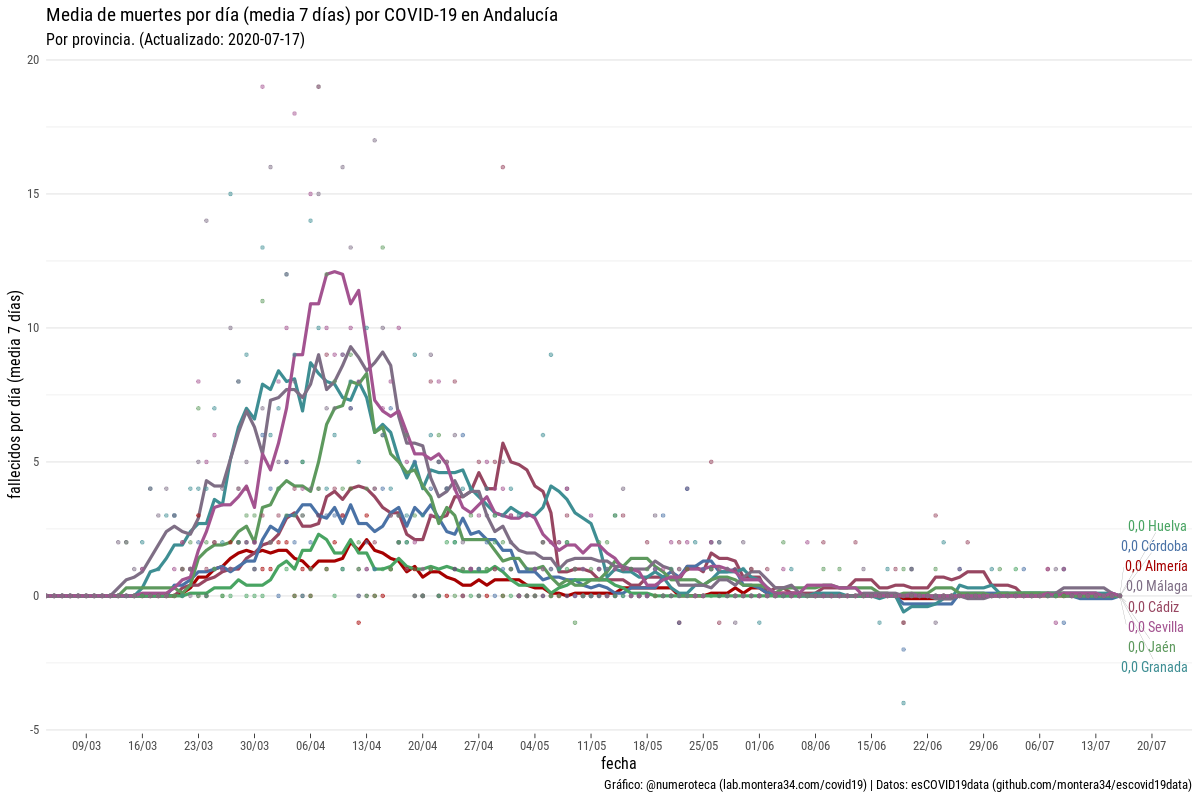 Media de muertes por día (media 7 días) por COVID-19 en Andalucía
Por provincia. (Actualizado: 2020-07-17)
fallecidos por día (media 7 días)
20
15
10
5
0
-5
0,0 Huelva
0,0 Córdoba
0,0 Almería
0,0 Málaga
0,0 Cádiz
0,0 Sevilla
0,0 Jaén
0,0 Granada
09/03 16/03 23/03 30/03 06/04 13/04 20/04 27/04 04/05 11/05 18/05 25/05 01/06 08/06 15/06 22/06 29/06 06/07 13/07 20/07
fecha
Gráfico: @numeroteca (lab.montera34.com/covid19) | Datos: esCOVID19data (github.com/montera34/escovid19data)